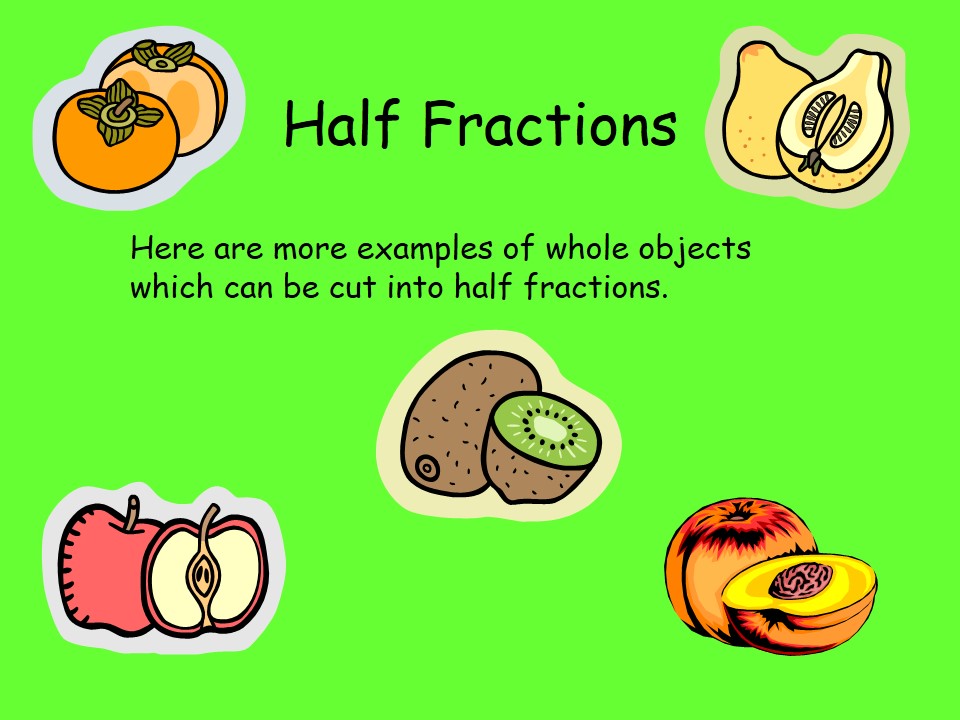 Half Fractions
Here are more examples of whole objects
which can be cut into half fractions.